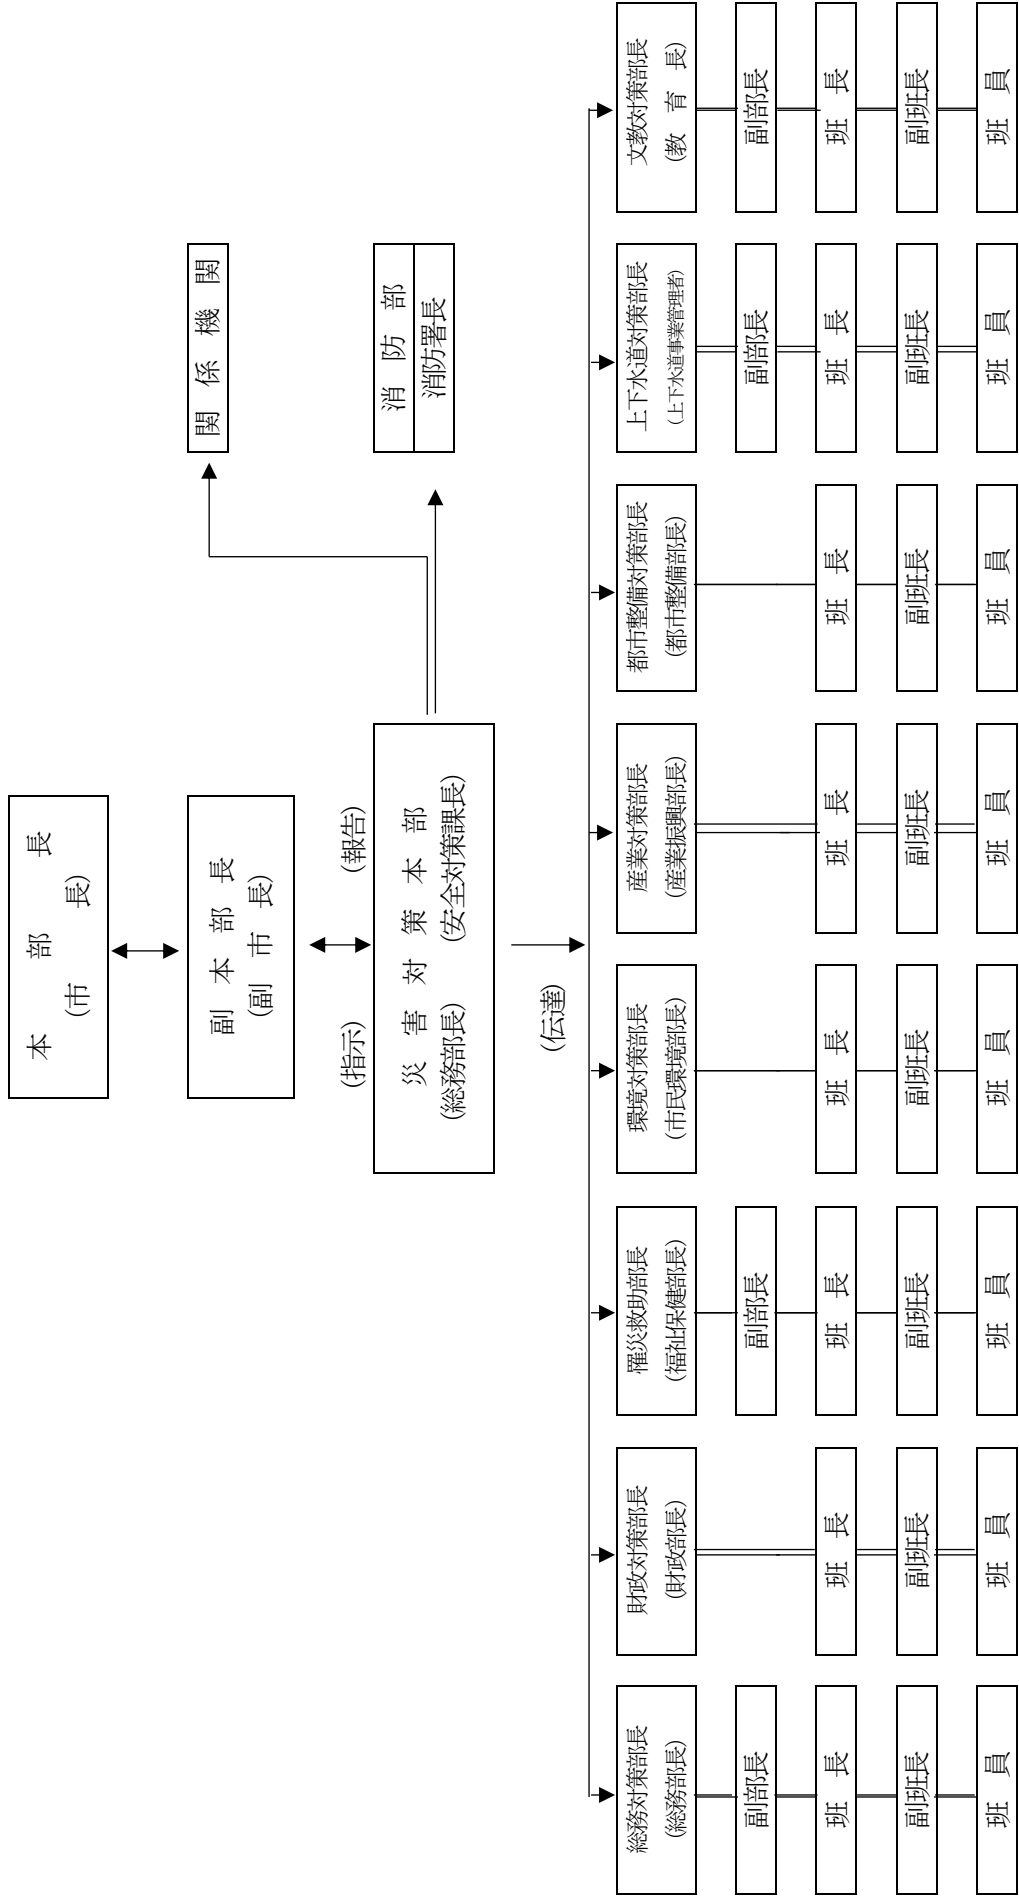 本部長
(市長)
副本部長
(副市長)
(指示)
(報告)
災害対策本部
(総務部長) (安全対策課長)
関係機関
消防部
消防署長
(伝達)
総務対策部長
(総務部長)
副部長
班長
副班長
班員
財政対策部長
(財政部長)
班長
副班長
班員
罹災救助部長
(福祉保健部長)
副部長
班長
副班長
班員
環境対策部長
(市民環境部長)
班長
副班長
班員
産業対策部長
(産業振興部長)
班長
副班長
班員
都市整備対策部長
(都市整備部長)
班長
副班長
班員
上下水道対策部長
(上下水道事業管理者)
副部長
班長
副班長
班員
文教対策部長
(教育長)
副部長
班長
副班長
班員